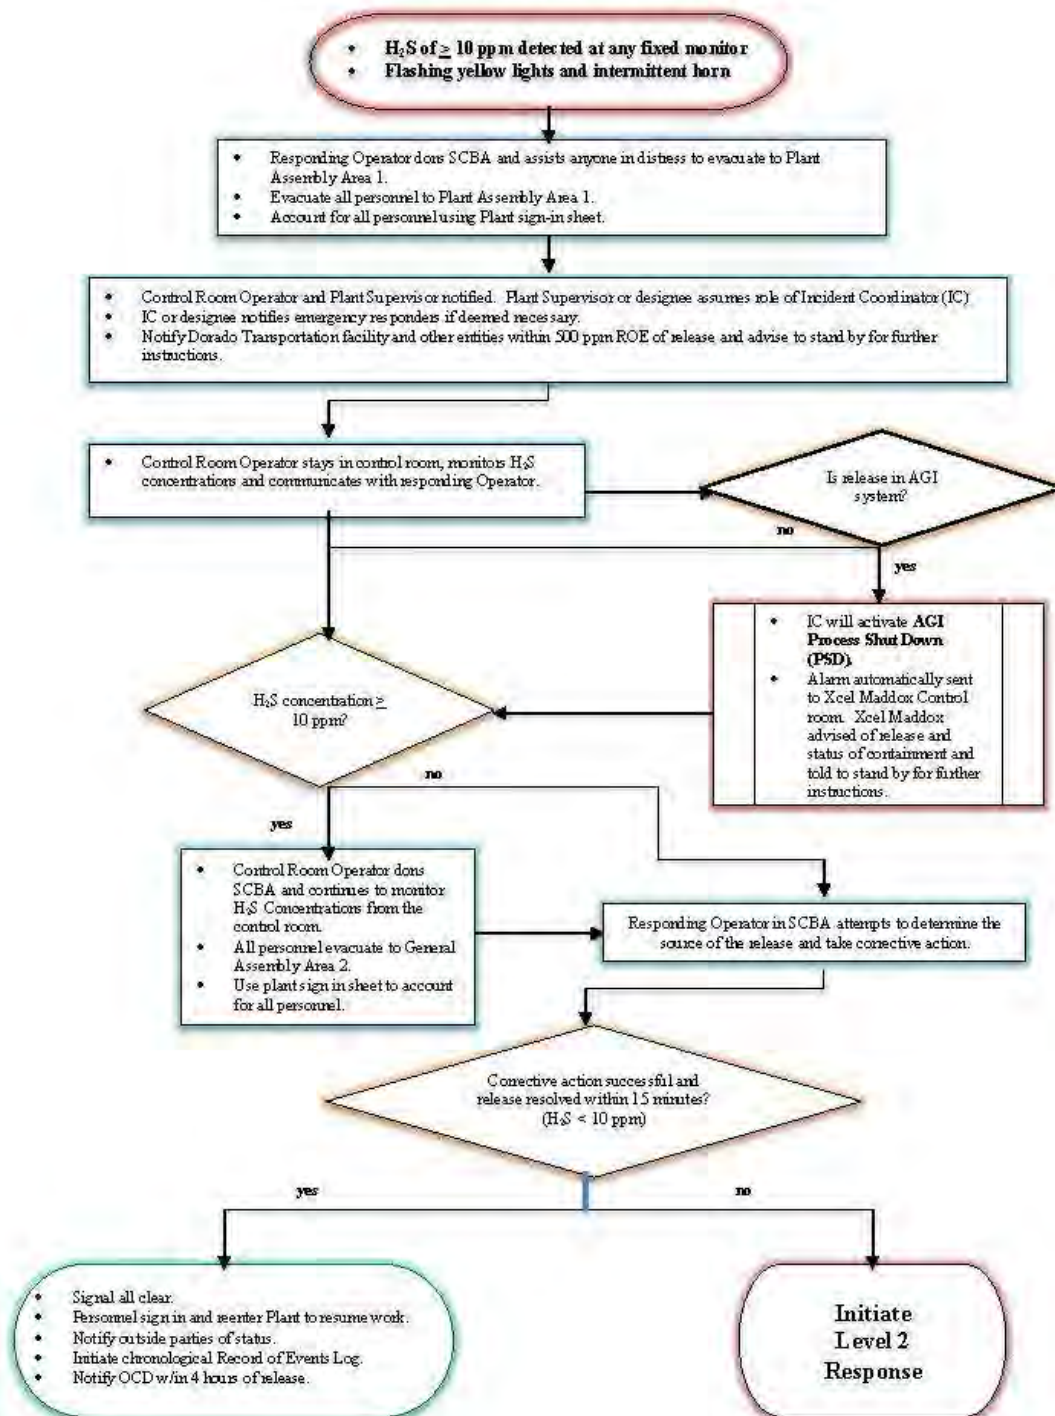 • H₂S of ≥ 10 ppm detected at any fixed monitor
• Flashing yellow lights and intermittent horn
• Responding Operator dons SCBA and assists anyone in distress to evacuate to Plant
Assembly Area 1.
• Evacuate all personnel to Plant Assembly Area 1.
• Account for all personnel using Plant sign-in sheet.
• Control Room Operator and Plant Supervisor notified. Plant Supervisor or designee assumes role of Incident Coordinator (IC)
• IC or designee notifies emergency responders if deemed necessary.
• Notify Dorado Transportation facility and other entities within 500 ppm ROE of release and advise to stand by for further
instructions.
• Control Room Operator stays in control room, monitors H₂S
concentrations and communicates with responding Operator.
Is release in AGI
system?
no
yes
• IC will activate AGI
Process Shut Down
(PSD).
• Alarm automatically sent
to Xcel Maddox Control
room. Xcel Maddox
advised of release and
status of containment and
told to stand by for further
instructions.
H₂S concentration ≥
10 ppm?
no
yes
• Control Room Operator dons
SCBA and continues to monitor
H₂S Concentrations from the
control room.
• All personnel evacuate to General
Assembly Area 2.
• Use plant sign in sheet to account
for all personnel.
Responding Operator in SCBA attempts to determine the
source of the release and take corrective action.
Corrective action successful and
release resolved within 15 minutes?
(H₂S < 10 ppm)
yes
no
• Signal all clear.
• Personnel sign in and reenter Plant to resume work.
• Notify outside parties of status.
• Initiate chronological Record of Events Log.
• Notify OCD w/in 4 hours of release.
Initiate
Level 2
Response